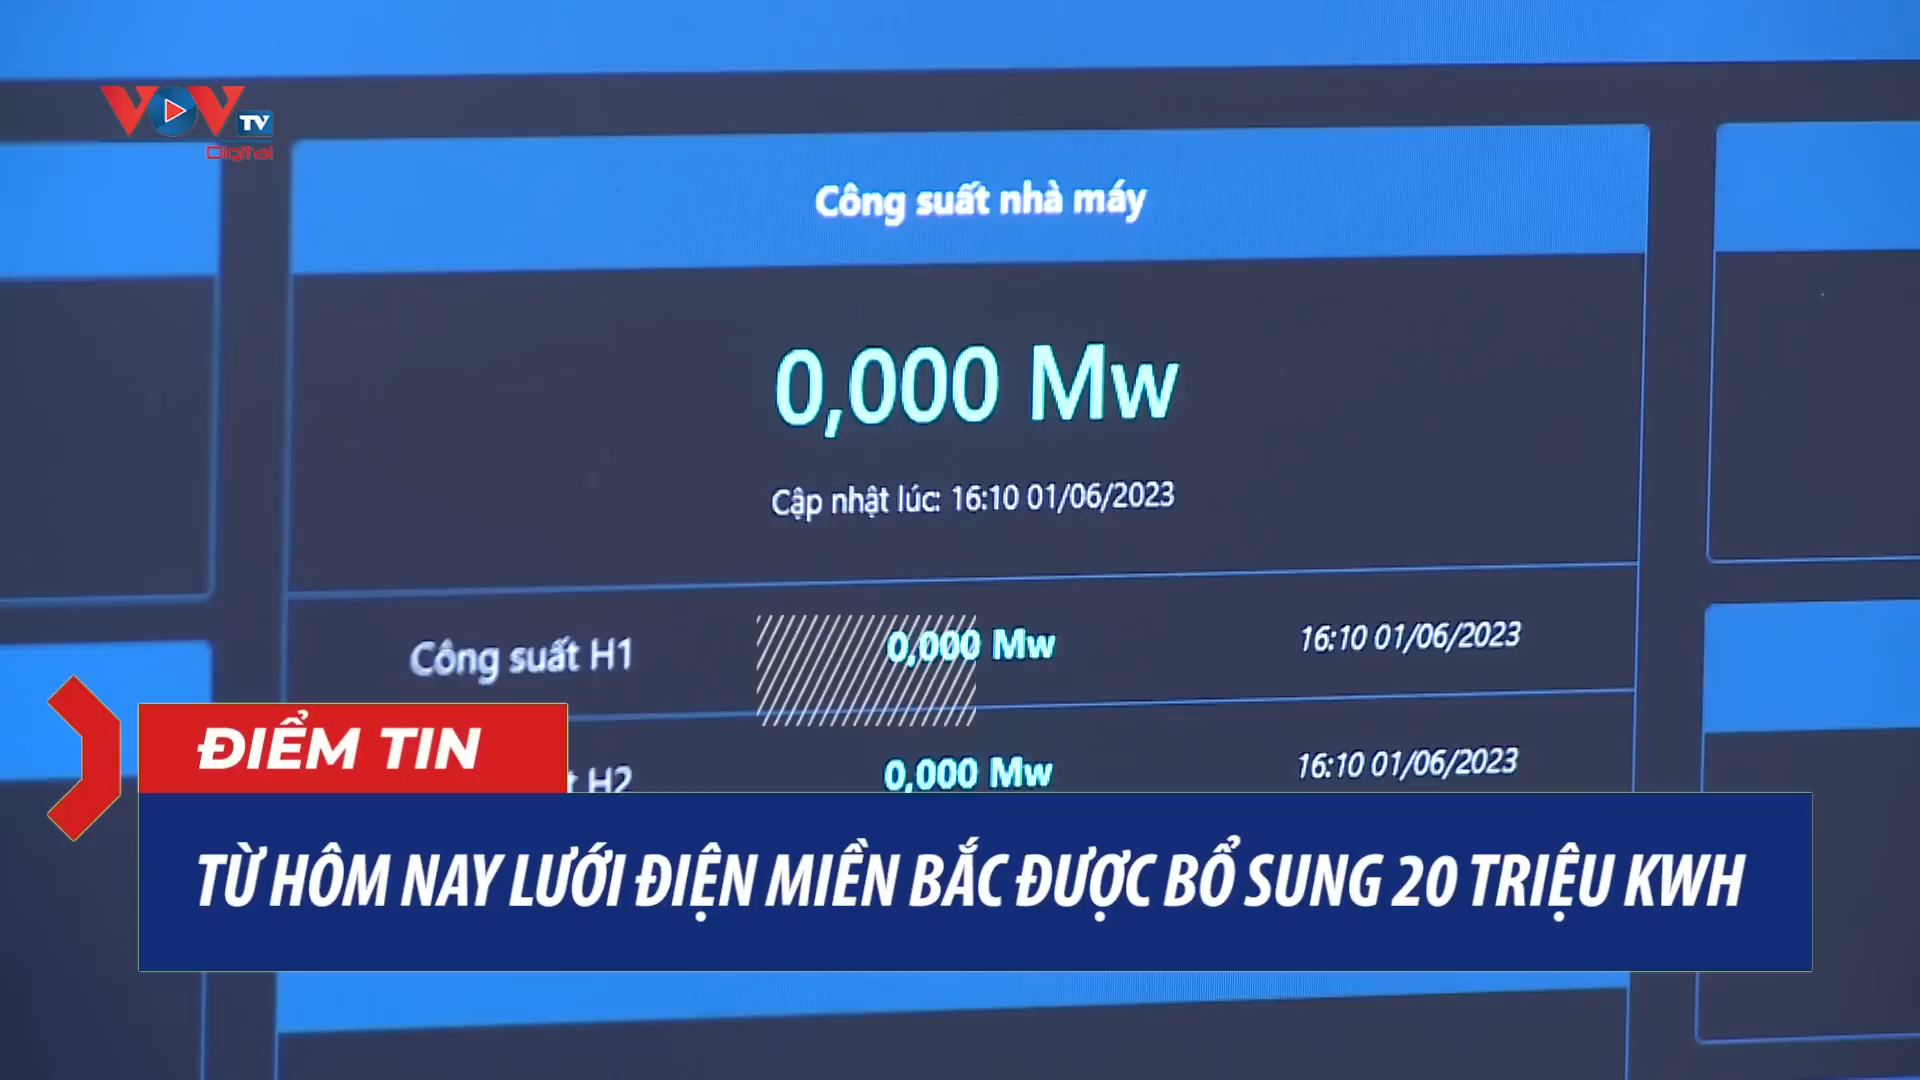 VOV TV
Digital
Công suất nhà máy
0,000 Mw
Cập nhật lúc: 16:10 01/06/2023
Công suất H1 0,000 Mw 16:10 01/06/2023
H2 0,000 Mw 16:10 01/06/2023
ĐIỂM TIN
TỪ HÔM NAY LƯỚI ĐIỆN MIỀN BẮC ĐƯỢC BỔ SUNG 20 TRIỆU KWH